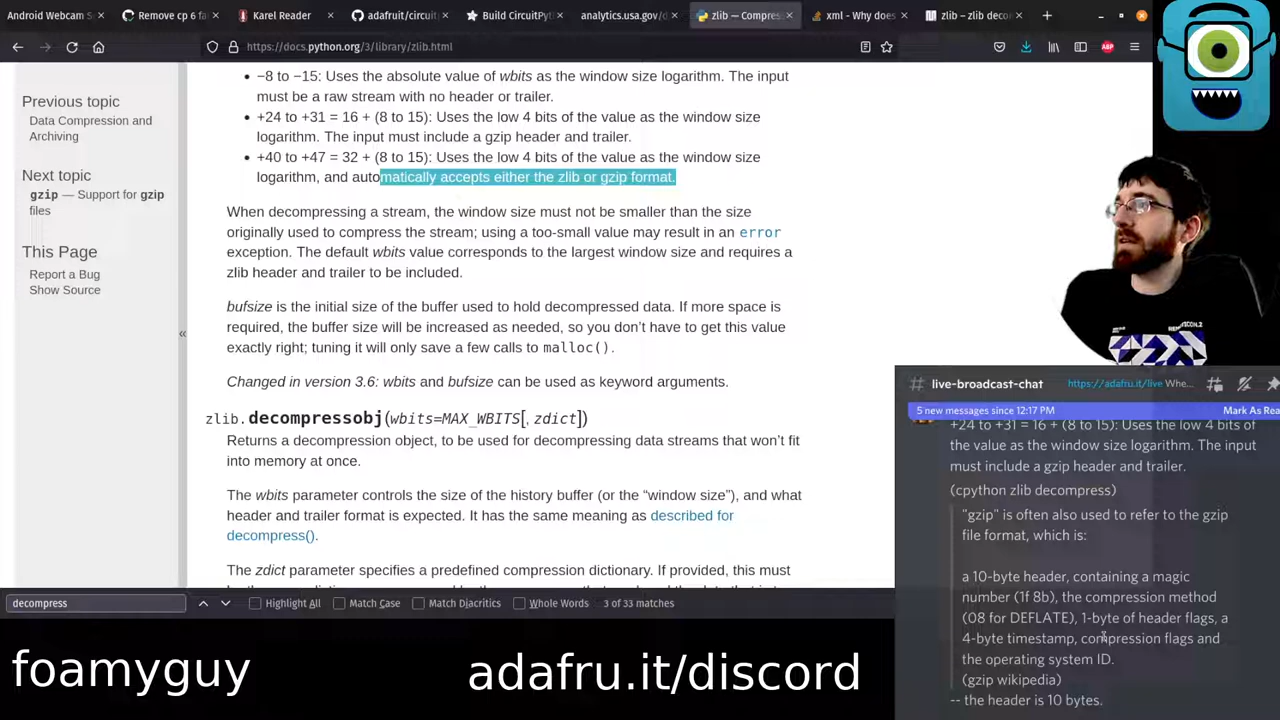 Android Webcam S
Remove cp 6 fa
Karel Reader
adafruit/circuit
Build CircuitPyt
analytics.usa.gov/d
zlib — Compress
xml - Why does
zlib – zlib deco
https://docs.python.org/3/library/zlib.html
ABP
Previous topic
Data Compression and
Archiving
Next topic
gzip — Support for gzip
files
This Page
Report a Bug
Show Source
«
• −8 to −15: Uses the absolute value of wbits as the window size logarithm. The input
must be a raw stream with no header or trailer.
• +24 to +31 = 16 + (8 to 15): Uses the low 4 bits of the value as the window size
logarithm. The input must include a gzip header and trailer.
• +40 to +47 = 32 + (8 to 15): Uses the low 4 bits of the value as the window size
logarithm, and automatically accepts either the zlib or gzip format.
When decompressing a stream, the window size must not be smaller than the size
originally used to compress the stream; using a too-small value may result in an error
exception. The default wbits value corresponds to the largest window size and requires a
zlib header and trailer to be included.
bufsize is the initial size of the buffer used to hold decompressed data. If more space is
required, the buffer size will be increased as needed, so you don’t have to get this value
exactly right; tuning it will only save a few calls to malloc().
Changed in version 3.6: wbits and bufsize can be used as keyword arguments.
zlib.decompressobj(wbits=MAX_WBITS[, zdict])
Returns a decompression object, to be used for decompressing data streams that won’t fit
into memory at once.
The wbits parameter controls the size of the history buffer (or the “window size”), and what
header and trailer format is expected. It has the same meaning as described for
decompress().
The zdict parameter specifies a predefined compression dictionary. If provided, this must
decompress
Highlight All
Match Case
Match Diacritics
Whole Words
3 of 33 matches
# live-broadcast-chat https://adafru.it/live Whe...
5 new messages since 12:17 PM Mark As Rea
+24 to +31 = 16 + (8 to 15): Uses the low 4 bits of
the value as the window size logarithm. The input
must include a gzip header and trailer.
(cpython zlib decompress)
"gzip" is often also used to refer to the gzip
file format, which is:
a 10-byte header, containing a magic
number (1f 8b), the compression method
(08 for DEFLATE), 1-byte of header flags, a
4-byte timestamp, compression flags and
the operating system ID.
(gzip wikipedia)
-- the header is 10 bytes.
foamyguy
adafru.it/discord